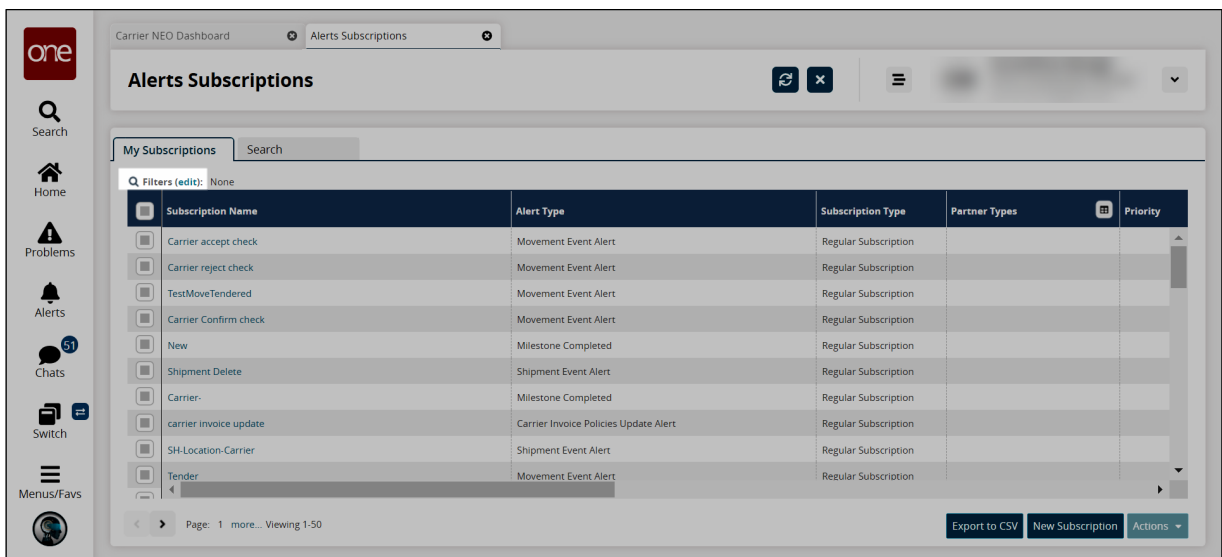 one
Carrier NEO Dashboard
Alerts Subscriptions
Alerts Subscriptions
Search
Home
Problems
Alerts
51
Chats
Switch
Menus/Favs
My Subscriptions
Search
Filters (edit): None
Subscription Name Alert Type Subscription Type Partner Types Priority
Carrier accept check Movement Event Alert Regular Subscription
Carrier reject check Movement Event Alert Regular Subscription
TestMoveTendered Movement Event Alert Regular Subscription
Carrier Confirm check Movement Event Alert Regular Subscription
New Milestone Completed Regular Subscription
Shipment Delete Shipment Event Alert Regular Subscription
Carrier- Milestone Completed Regular Subscription
carrier invoice update Carrier Invoice Policies Update Alert Regular Subscription
SH-Location-Carrier Shipment Event Alert Regular Subscription
Tender Movement Event Alert Regular Subscription
Page: 1 more... Viewing 1-50
Export to CSV
New Subscription
Actions